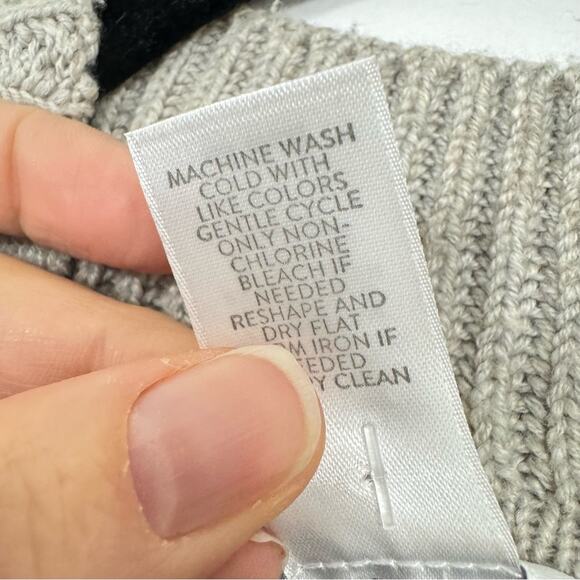 MACHINE WASH
COLD WITH
LIKE COLORS
GENTLE CYCLE
ONLY NON-
CHLORINE
BLEACH IF
NEEDED
RESHAPE AND
DRY FLAT
IRON IF
CLEAN